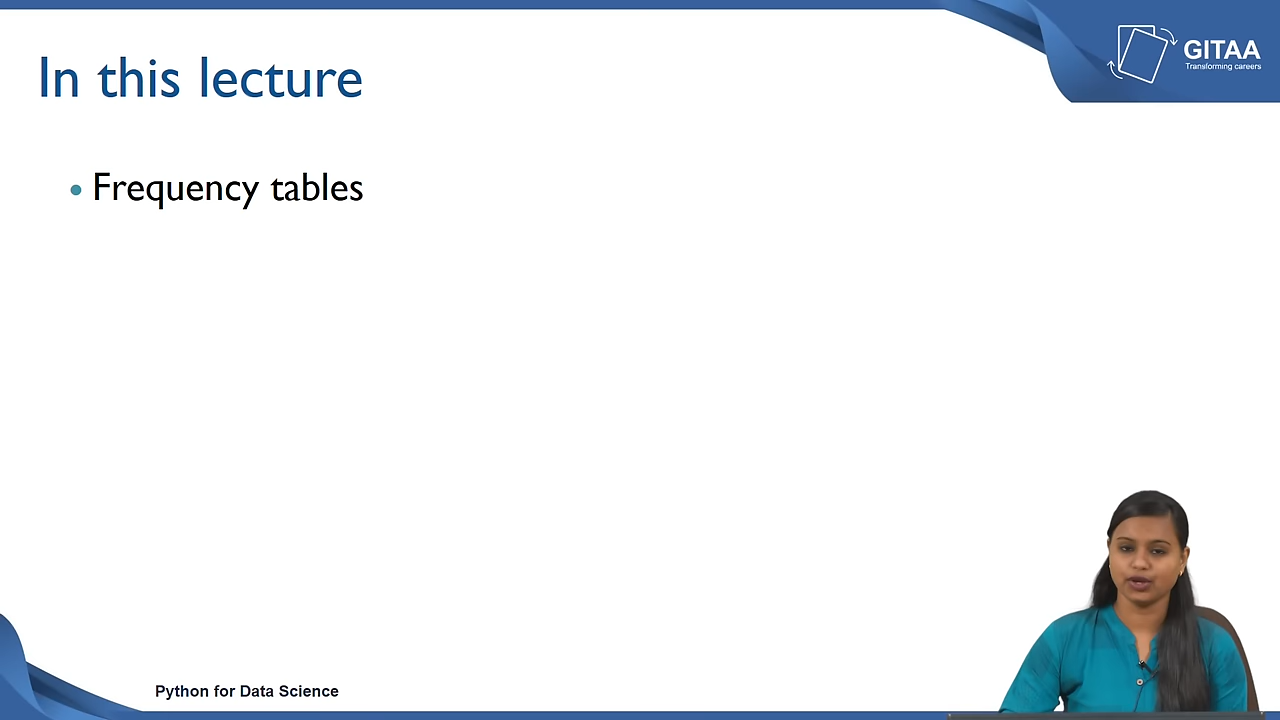 In this lecture
GITAA
Transforming careers
• Frequency tables
Python for Data Science